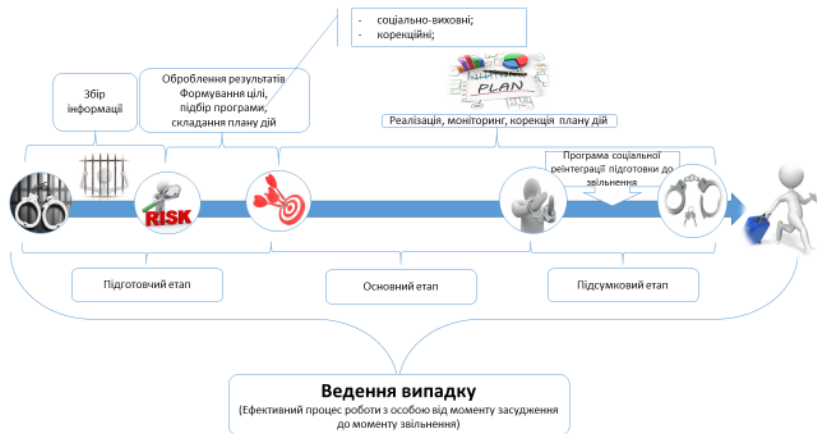 - соціально-виховні;
- корекційні;
Збір
інформації
Оброблення результатів
Формування цілі,
підбір програми,
складання плану дій
PLAN
Реалізація, моніторинг, корекція плану дій
Програма соціальної
реінтеграції підготовки до
звільнення
RISK
Підготовчий етап
Основний етап
Підсумковий етап
Ведення випадку
(Ефективний процес роботи з особою від моменту засудження
до моменту звільнення)